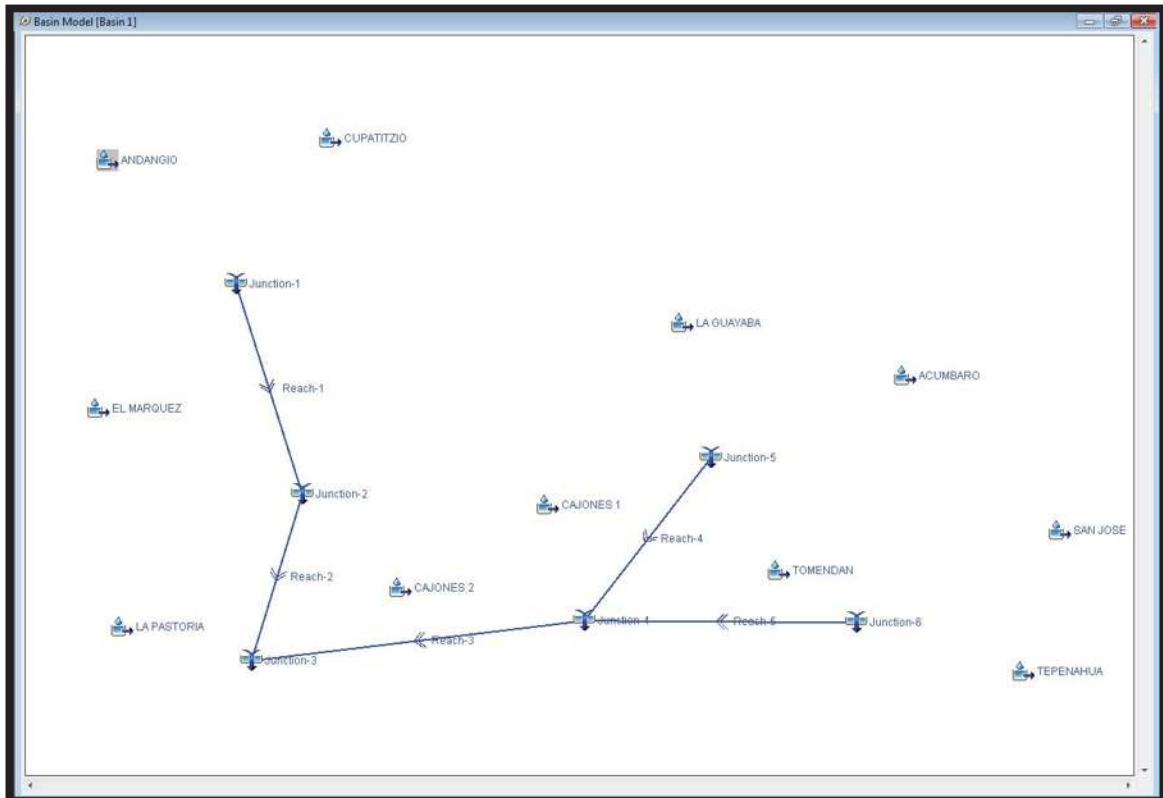 Basin Model [Basin 1]
CUPATITZIO
ANDANGIO
Junction-1
LA GUAYABA
ACUMBARO
Reach-1
EL MARQUEZ
Junction-5
Junction-2
CAJONES 1
SAN JOSE
Reach-4
TOMENDAN
Reach-2
CAJONES 2
Junction-4
Reach-5
Junction-6
LA PASTORIA
Reach-3
Junction-3
TEPENAHUA